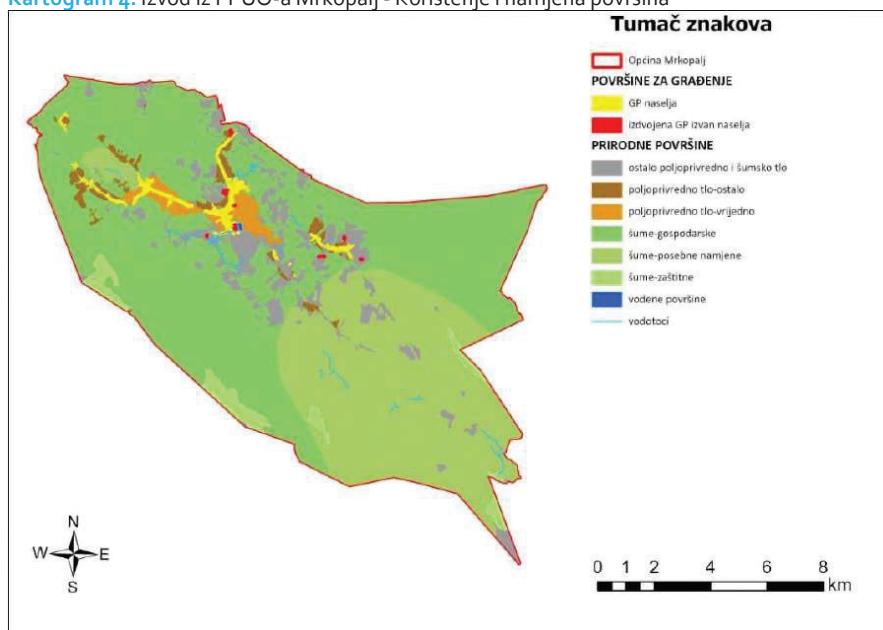 Kartogram 4. Izvod iz PPUO-a Mrkopalj - Korištenje i namjena površina
Tumač znakova
Općina Mrkopalj
POVRŠINE ZA GRAĐENJE
GP naselja
izdvojena GP izvan naselja
PRIRODNE POVRŠINE
ostalo poljoprivredno i šumsko tlo
poljoprivredno tlo-ostalo
poljoprivredno tlo-vrijedno
šume-gospodarske
šume-posebne namjene
šume-zaštitne
vodene površine
vodotoci
N
W E
S
0 1 2 4 6 8
km